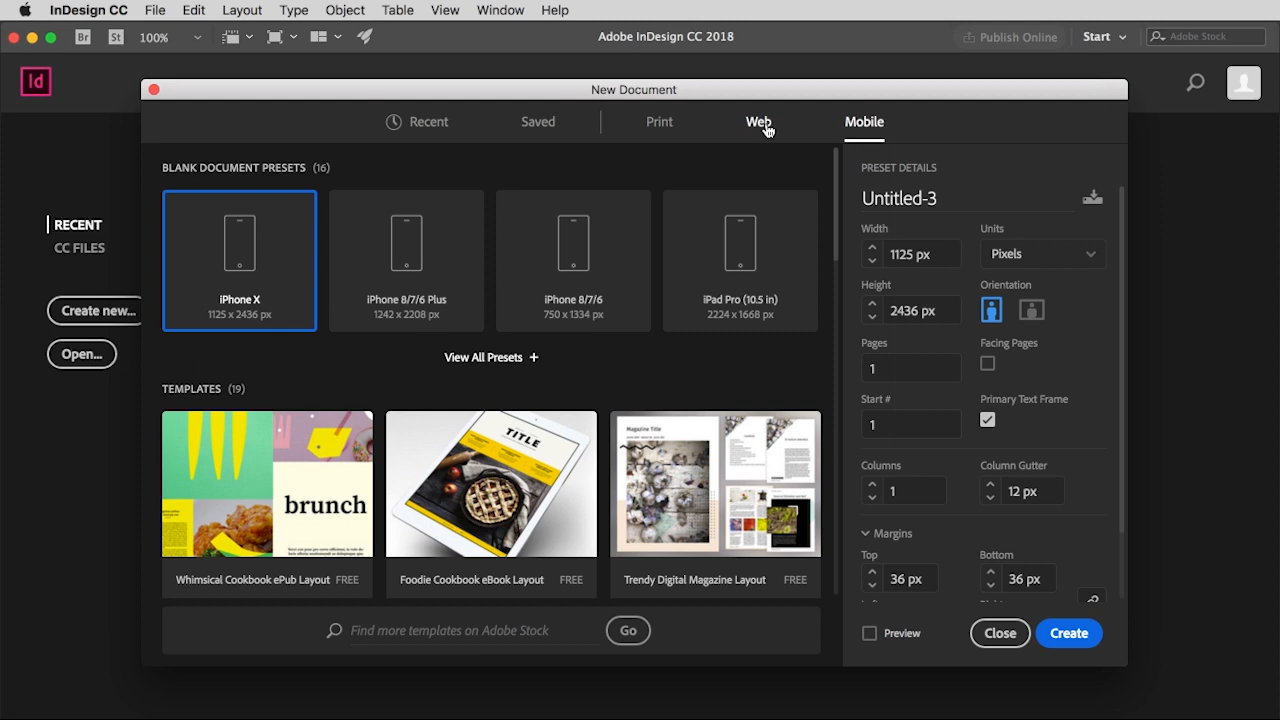 InDesign CC File Edit Layout Type Object Table View Window Help
Br St 100% Adobe InDesign CC 2018 Publish Online Start Adobe Stock
Id
New Document
Recent Saved Print Web Mobile
BLANK DOCUMENT PRESETS (16)
PRESET DETAILS
Untitled-3
RECENT
CC FILES
Create new...
Open...
iPhone X
1125 x 2436 px
iPhone 8/7/6 Plus
1242 x 2208 px
iPhone 8/7/6
750 x 1334 px
iPad Pro (10.5 in)
2224 x 1668 px
View All Presets +
TEMPLATES (19)
brunch
TITLE
Magazine Title
Whimsical Cookbook ePub Layout FREE
Foodie Cookbook eBook Layout FREE
Trendy Digital Magazine Layout FREE
Find more templates on Adobe Stock Go
Width Units
1125 px Pixels
Height Orientation
2436 px
Pages Facing Pages
1
Start # Primary Text Frame
1
Columns Column Gutter
1 12 px
Margins
Top Bottom
36 px 36 px
Preview Close Create